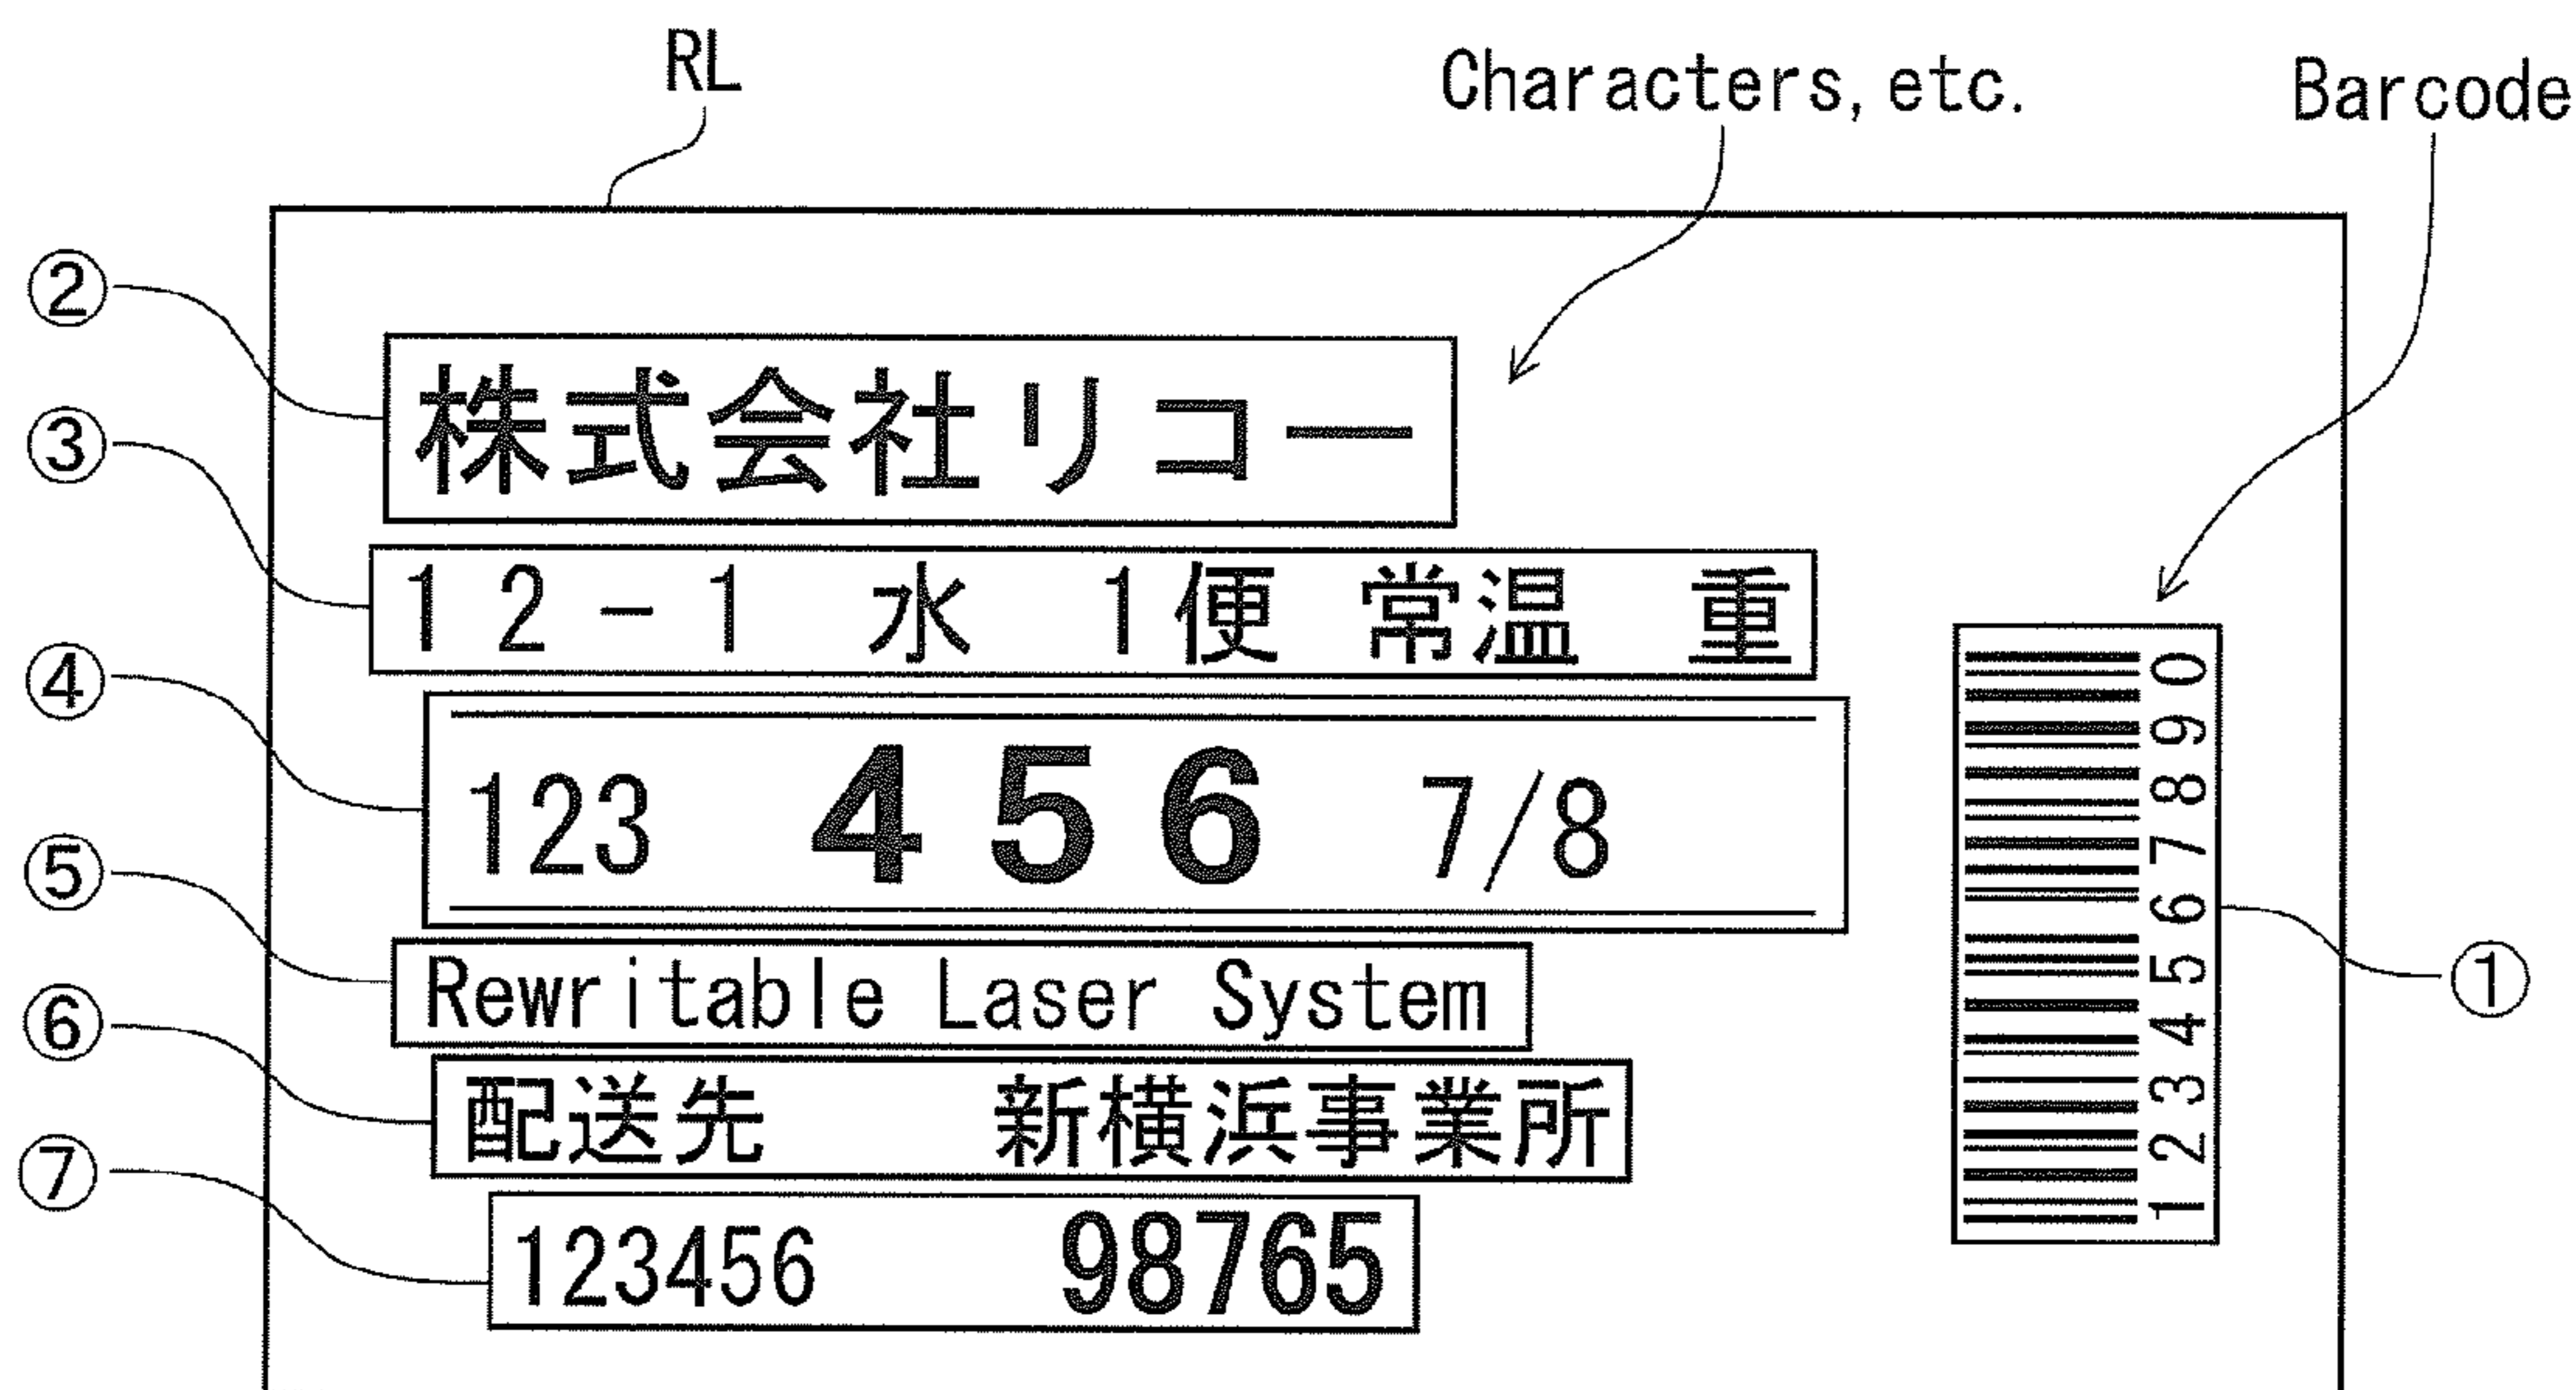 RL
Characters, etc.
Barcode
② 株式会社リコー
③ 12-1 水 1便 常温 重
④ 123 456 7/8
⑤ Rewritable Laser System
⑥ 配送先 新横浜事業所
⑦ 123456 98765
1234567890
①